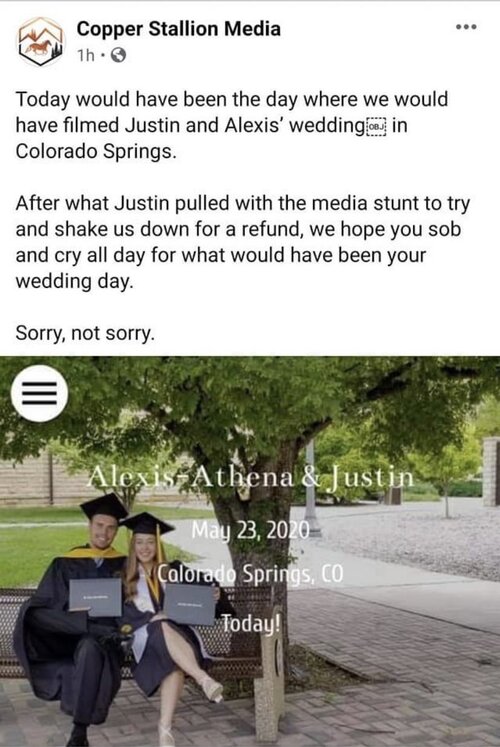 Copper Stallion Media
1h ·
Today would have been the day where we would
have filmed Justin and Alexis’ wedding￼ in
Colorado Springs.
After what Justin pulled with the media stunt to try
and shake us down for a refund, we hope you sob
and cry all day for what would have been your
wedding day.
Sorry, not sorry.
Alexis-Athena & Justin
May 23, 2020
Colorado Springs, CO
Today!